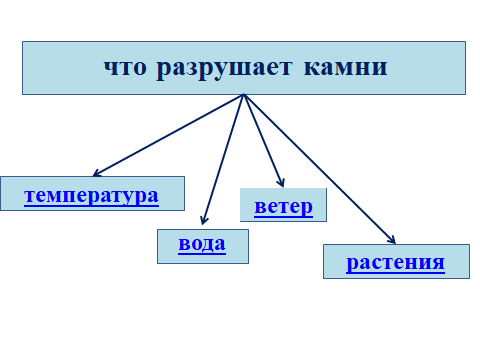 что разрушает камни
температура
ветер
вода
растения